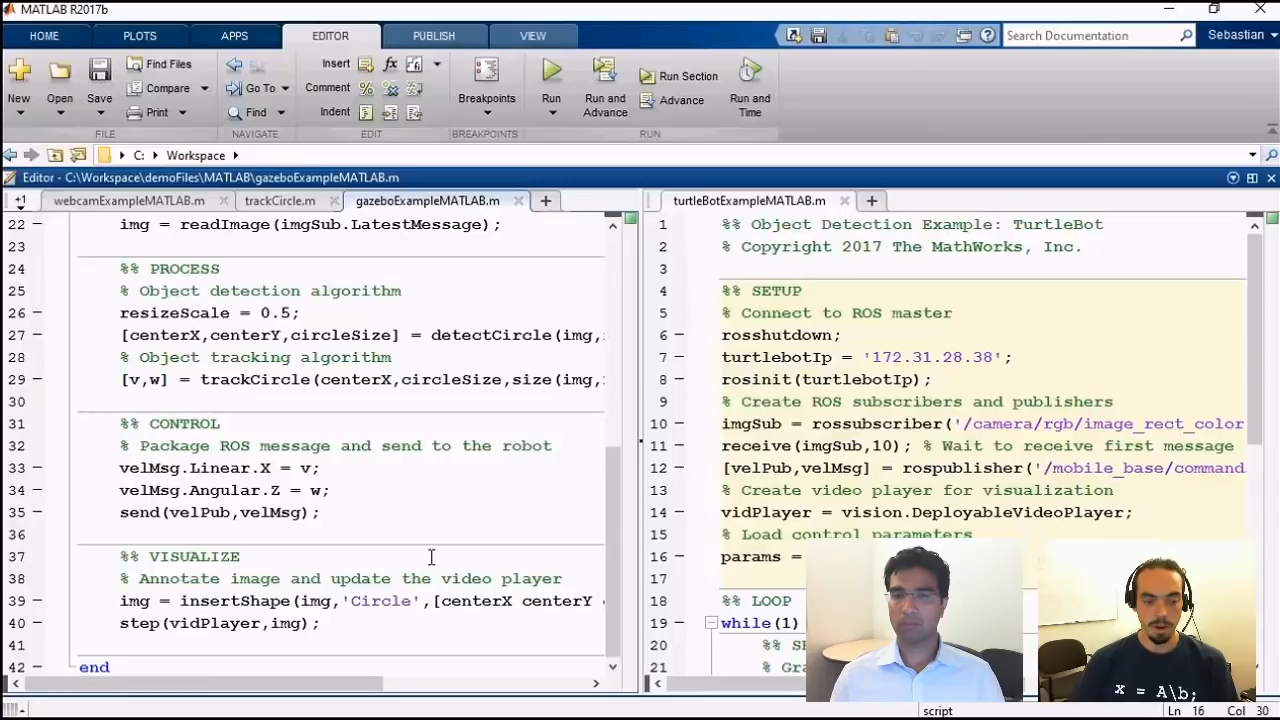 MATLAB R2017b
HOME
PLOTS
APPS
EDITOR
PUBLISH
VIEW
Search Documentation
Sebastian
New
Open
Save
Find Files
Compare
Print
Go To
Find
Insert
fx
Comment
%
Indent
Breakpoints
Run
Run and Advance
Run Section
Advance
Run and Time
FILE
NAVIGATE
EDIT
BREAKPOINTS
RUN
C:
Workspace
Editor - C:\Workspace\demoFiles\MATLAB\gazeboExampleMATLAB.m
+1
webcamExampleMATLAB.m
trackCircle.m
gazeboExampleMATLAB.m
22 img = readImage(imgSub.LatestMessage);
23
24 %% PROCESS
25 % Object detection algorithm
26 resizeScale = 0.5;
27 [centerX,centerY,circleSize] = detectCircle(img,
28 % Object tracking algorithm
29 [v,w] = trackCircle(centerX,circleSize,size(img,
30
31 %% CONTROL
32 % Package ROS message and send to the robot
33 velMsg.Linear.X = v;
34 velMsg.Angular.Z = w;
35 send(velPub,velMsg);
36
37 %% VISUALIZE
38 % Annotate image and update the video player
39 img = insertShape(img,'Circle',[centerX centerY
40 step(vidPlayer,img);
41
42 end
turtleBotExampleMATLAB.m
1 %% Object Detection Example: TurtleBot
2 % Copyright 2017 The MathWorks, Inc.
3
4 %% SETUP
5 % Connect to ROS master
6 rosshutdown;
7 turtlebotIp = '172.31.28.38';
8 rosinit(turtlebotIp);
9 % Create ROS subscribers and publishers
10 imgSub = rossubscriber('/camera/rgb/image_rect_color
11 receive(imgSub,10); % Wait to receive first message
12 [velPub,velMsg] = rospublisher('/mobile_base/command
13 % Create video player for visualization
14 vidPlayer = vision.DeployableVideoPlayer;
15 % Load control parameters
16 params =
17
18 %% LOOP
19 while(1)
20 %% SE
21 % Gra
x = A\b;
script
Ln 16 Col 30